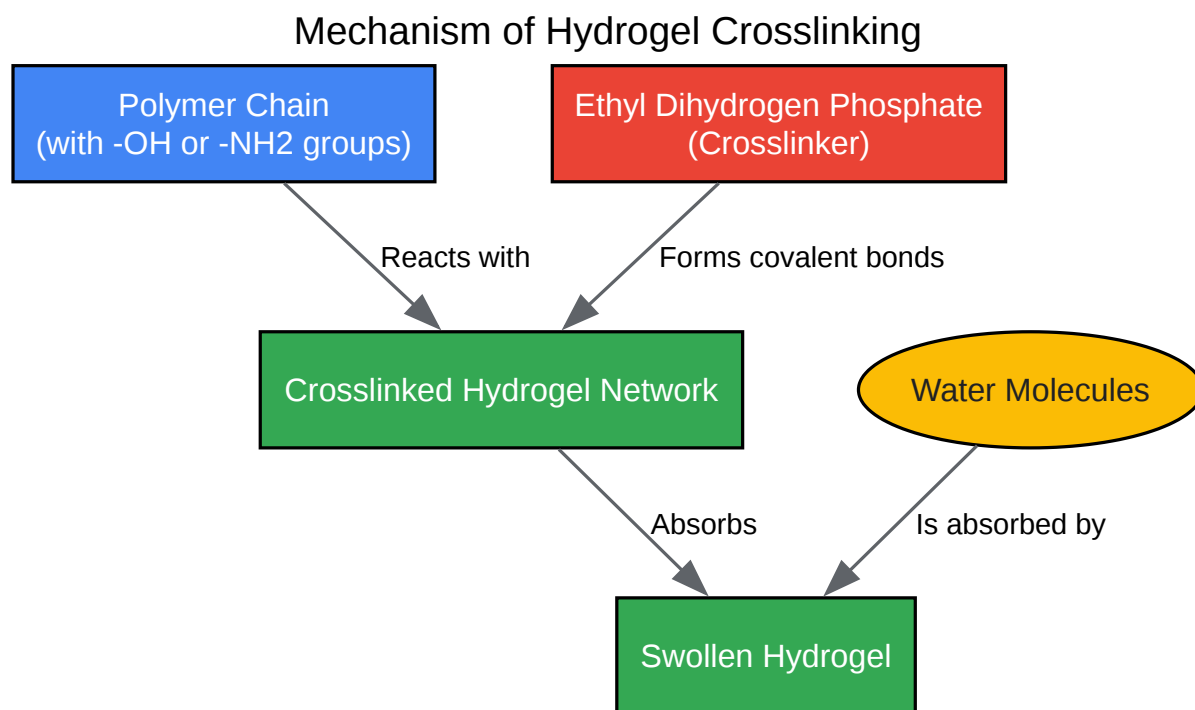 Mechanism of Hydrogel Crosslinking
Polymer Chain
(with -OH or -NH2 groups)
Ethyl Dihydrogen Phosphate
(Crosslinker)
Reacts with
Forms covalent bonds
Crosslinked Hydrogel Network
Water Molecules
Absorbs
Is absorbed by
Swollen Hydrogel